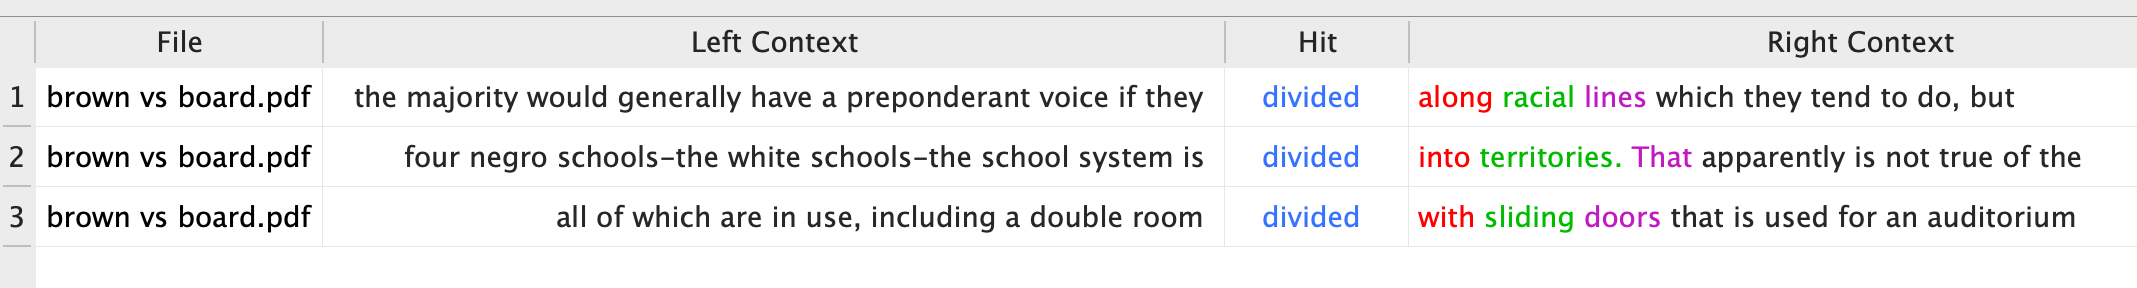 File Left Context Hit Right Context
1 brown vs board.pdf the majority would generally have a preponderant voice if they divided along racial lines which they tend to do, but
2 brown vs board.pdf four negro schools-the white schools-the school system is divided into territories. That apparently is not true of the
3 brown vs board.pdf all of which are in use, including a double room divided with sliding doors that is used for an auditorium